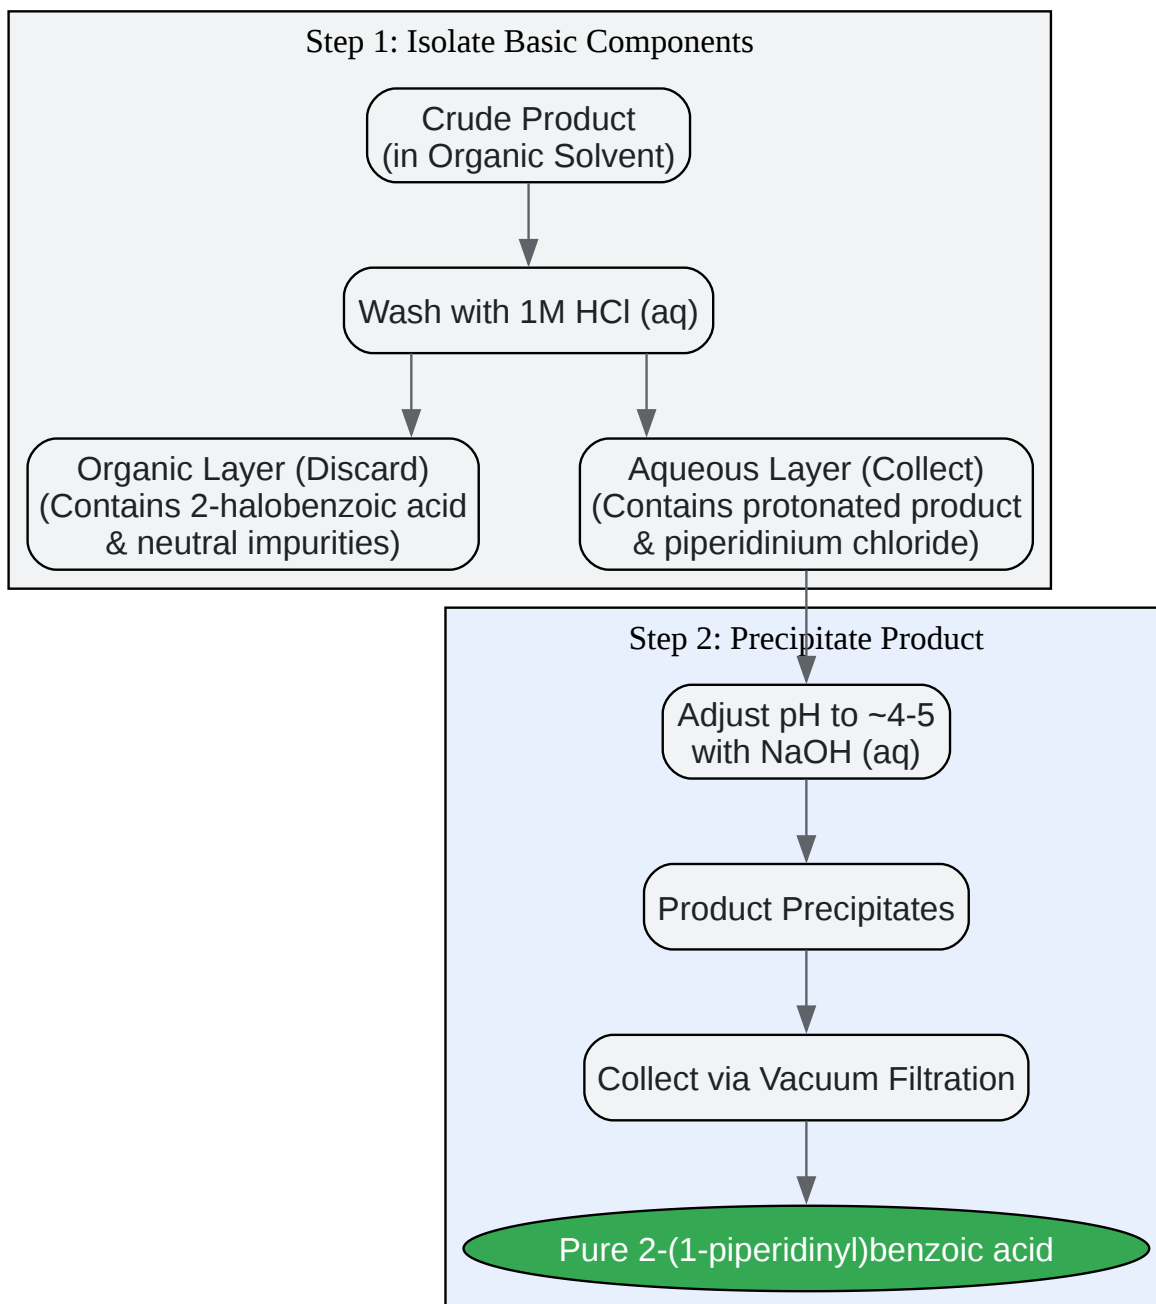 Step 1: Isolate Basic Components
Crude Product
(in Organic Solvent)
Wash with 1M HCl (aq)
Organic Layer (Discard)
(Contains 2-halobenzoic acid
& neutral impurities)
Aqueous Layer (Collect)
(Contains protonated product
& piperidinium chloride)
Step 2: Precipitate Product
Adjust pH to ~4-5
with NaOH (aq)
Product Precipitates
Collect via Vacuum Filtration
Pure 2-(1-piperidinyl)benzoic acid